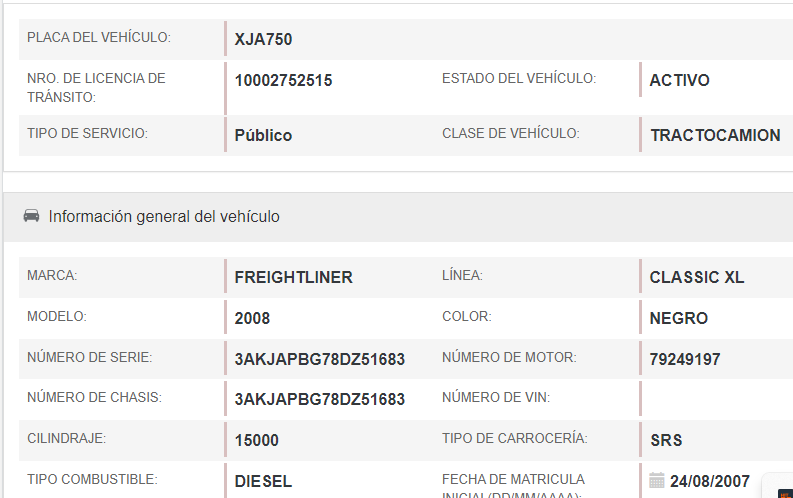 PLACA DEL VEHÍCULO: XJA750
NRO. DE LICENCIA DE TRÁNSITO: 10002752515 ESTADO DEL VEHÍCULO: ACTIVO
TIPO DE SERVICIO: Público CLASE DE VEHÍCULO: TRACTOCAMION
Información general del vehículo
MARCA: FREIGHTLINER LÍNEA: CLASSIC XL
MODELO: 2008 COLOR: NEGRO
NÚMERO DE SERIE: 3AKJAPBG78DZ51683 NÚMERO DE MOTOR: 79249197
NÚMERO DE CHASIS: 3AKJAPBG78DZ51683 NÚMERO DE VIN:
CILINDRAJE: 15000 TIPO DE CARROCERÍA: SRS
TIPO COMBUSTIBLE: DIESEL FECHA DE MATRICULA INICIAL(DD/MM/AAAA): 24/08/2007